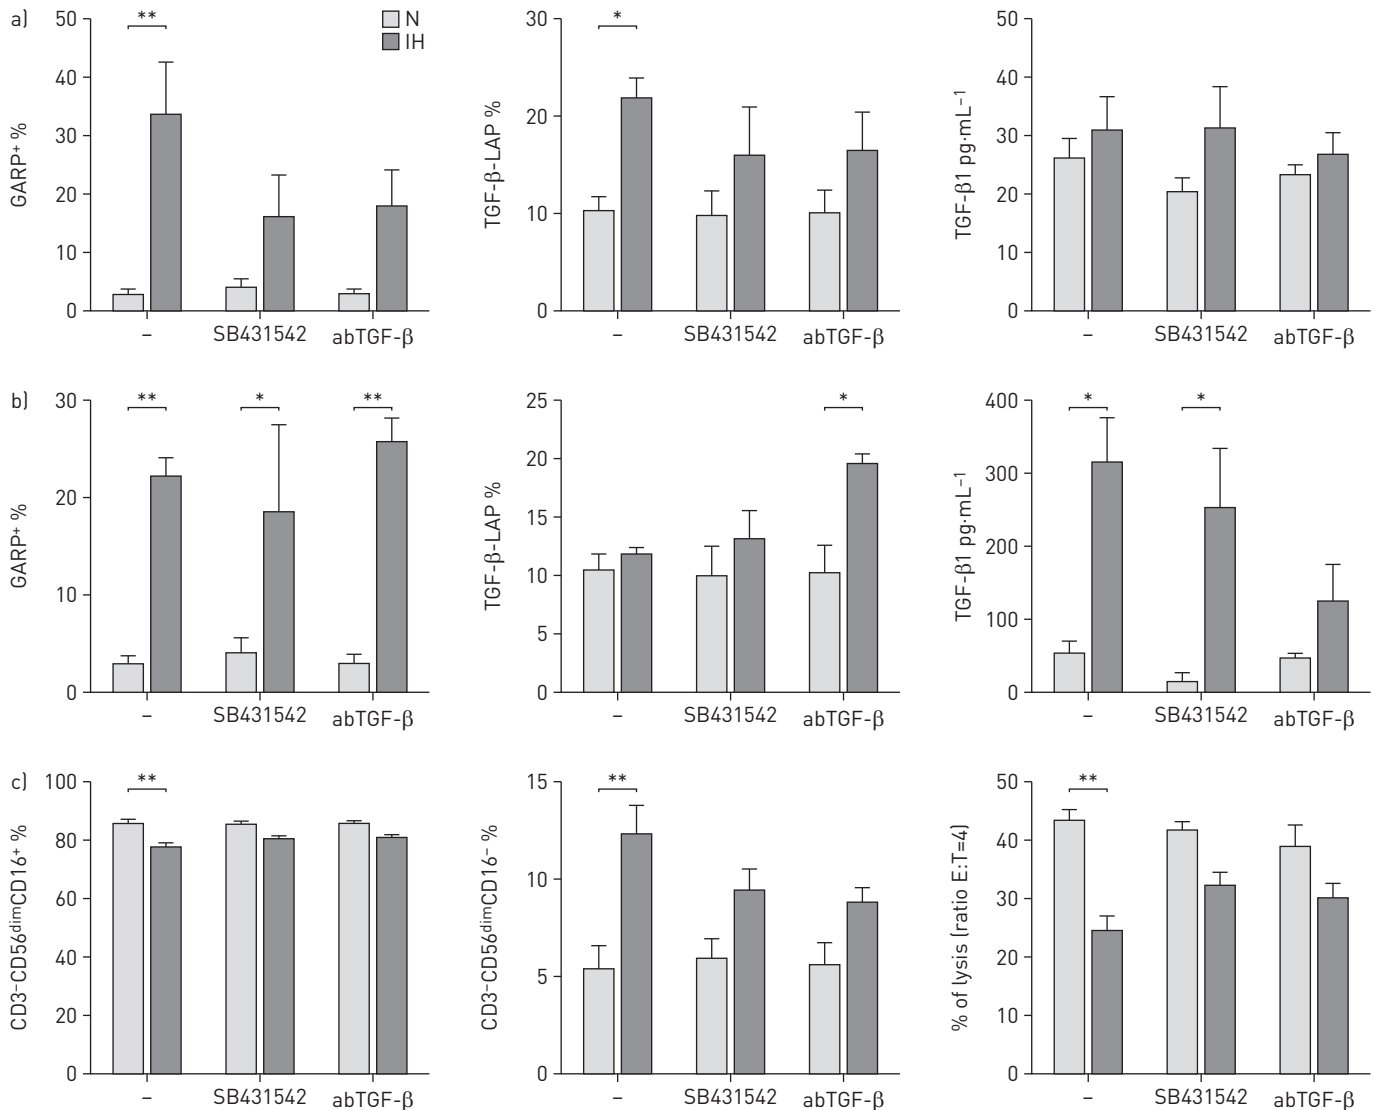 a)
GARP⁺ %
50
40
30
20
10
0
**
N
IH
–
SB431542
abTGF-β
TGF-β-LAP %
30
20
10
0
*
–
SB431542
abTGF-β
TGF-β1 pg·mL⁻¹
50
40
30
20
10
0
–
SB431542
abTGF-β
b)
GARP⁺ %
30
20
10
0
**
*
**
–
SB431542
abTGF-β
TGF-β-LAP %
25
20
15
10
5
0
*
–
SB431542
abTGF-β
TGF-β1 pg·mL⁻¹
400
300
200
100
0
*
*
–
SB431542
abTGF-β
c)
CD3⁻CD56ᵈⁱᵐCD16⁺ %
100
80
60
40
20
0
**
–
SB431542
abTGF-β
CD3⁻CD56ᵈⁱᵐCD16⁻ %
15
10
5
0
**
–
SB431542
abTGF-β
% of lysis (ratio E:T=4)
50
40
30
20
10
0
**
–
SB431542
abTGF-β